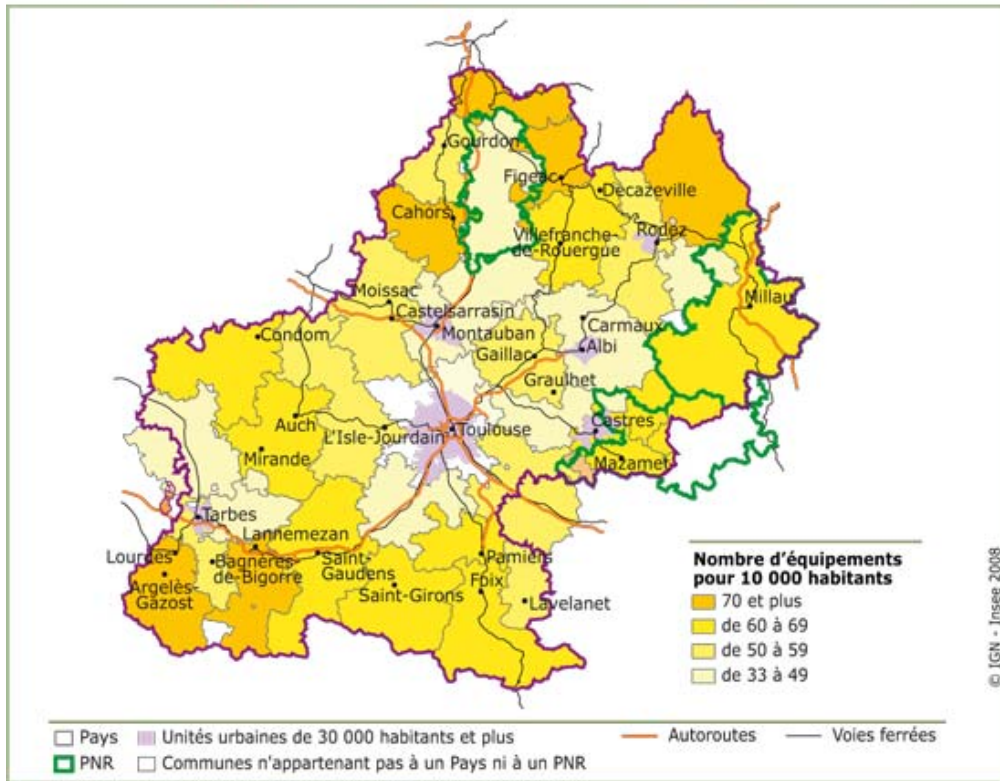 Gourdon
Figeac
Decazeville
Cahors
Villefranche-
de-Rouergue
Rodez
Moissac
Castelsarrasin
Montauban
Millau
Condom
Carmaux
Gaillac
Albi
Graulhet
Auch
L'Isle-Jourdain
Toulouse
Castres
Mirande
Mazamet
Tarbes
Lannemezan
Lourdes
Bagnères-
de-Bigorre
Saint-
Gaudens
Pamiers
Argelès-
Gazost
Saint-Girons
Foix
Lavelanet
Nombre d'équipements
pour 10 000 habitants
70 et plus
de 60 à 69
de 50 à 59
de 33 à 49
© IGN - Insee 2008
Pays
Unités urbaines de 30 000 habitants et plus
Autoroutes
Voies ferrées
PNR
Communes n'appartenant pas à un Pays ni à un PNR